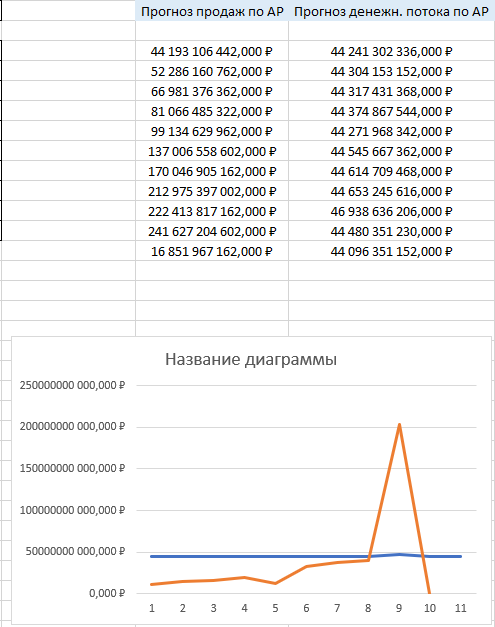 Прогноз продаж по АР Прогноз денежн. потока по АР
44 193 106 442,000 ₽ 44 241 302 336,000 ₽
52 286 160 762,000 ₽ 44 304 153 152,000 ₽
66 981 376 362,000 ₽ 44 317 431 368,000 ₽
81 066 485 322,000 ₽ 44 374 867 544,000 ₽
99 134 629 962,000 ₽ 44 271 968 342,000 ₽
137 006 558 602,000 ₽ 44 545 667 362,000 ₽
170 046 905 162,000 ₽ 44 614 709 468,000 ₽
212 975 397 002,000 ₽ 44 653 245 616,000 ₽
222 413 817 162,000 ₽ 46 938 636 206,000 ₽
241 627 204 602,000 ₽ 44 480 351 230,000 ₽
16 851 967 162,000 ₽ 44 096 351 152,000 ₽
Название диаграммы
250000000 000,000 ₽
200000000 000,000 ₽
150000000 000,000 ₽
100000000 000,000 ₽
50000000 000,000 ₽
0,000 ₽
1 2 3 4 5 6 7 8 9 10 11